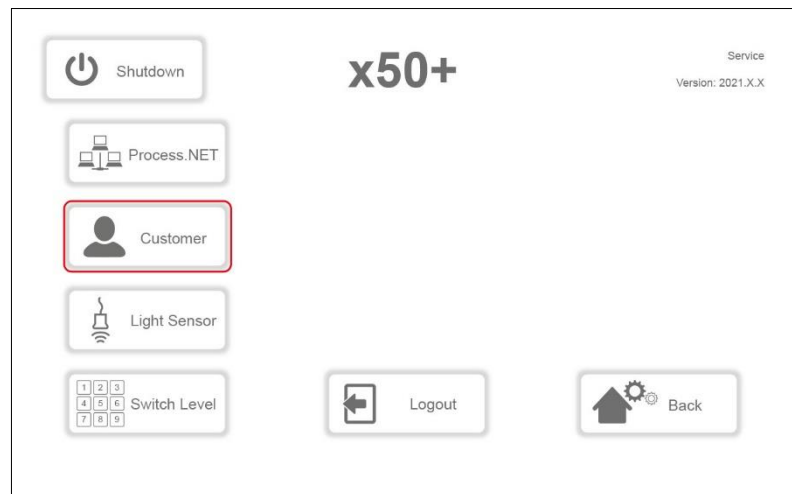 Shutdown
x50+
Service
Version: 2021.X.X
Process.NET
Customer
Light Sensor
1 2 3
4 5 6
7 8 9
Switch Level
Logout
Back